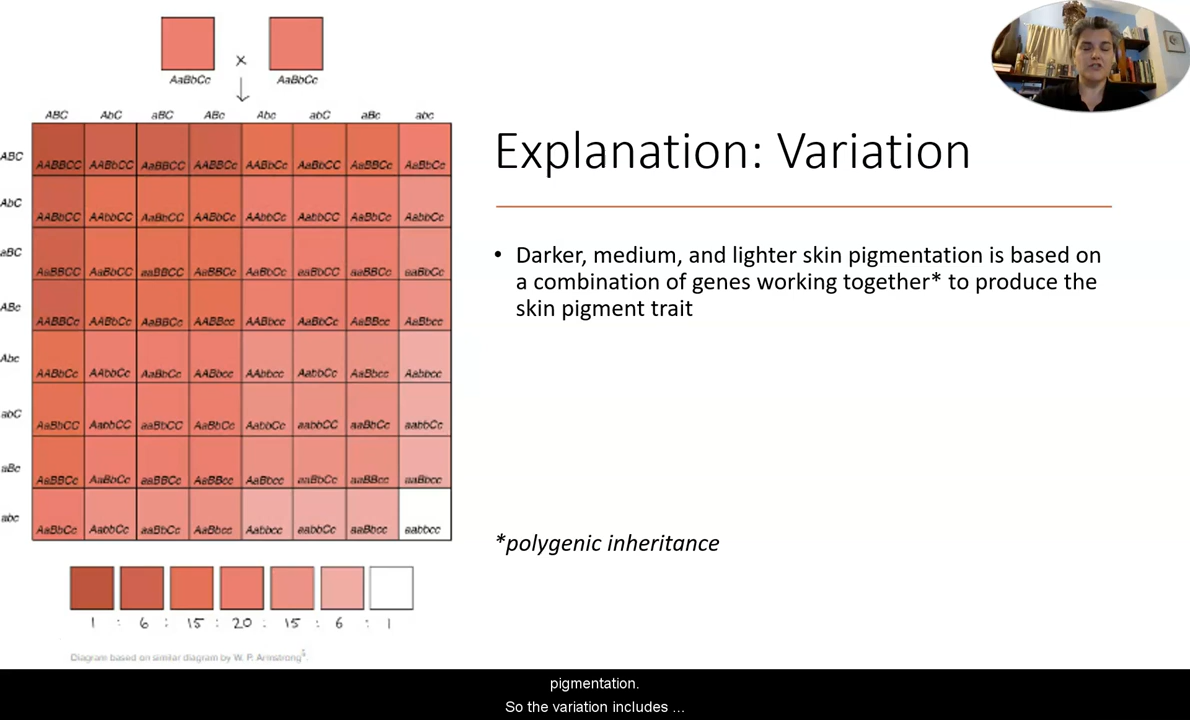 ×
AaBbCc AaBbCc
ABC AbC aBC ABc Abc abC aBc abc
ABC AABBCC AABbCC AaBBCC AABBCc AABbCc AaBbCC AaBBCc AaBbCc
AbC AABbCC AAbbCC AaBbCC AABbCc AAbbCc AabbCC AaBbCc AabbCc
aBC AaBBCC AaBbCC aaBBCC AaBBCc AaBbCc aaBbCC aaBBCc aaBbCc
ABc AABBCc AABbCc AaBBCc AABBcc AABbcc AaBbCc AaBBcc AaBbcc
Abc AABbCc AAbbCc AaBbCc AABbcc AAbbcc AabbCc AaBbcc Aabbcc
abC AaBbCC AabbCC aaBbCC AaBbCc AabbCc aabbCC aaBbCc aabbCc
aBc AaBBCc AaBbCc aaBBCc AaBBcc AaBbcc aaBbCc aaBBcc aaBbcc
abc AaBbCc AabbCc aaBbCc AaBbcc Aabbcc aabbCc aaBbcc aabbcc
1 : 6 : 15 : 20 : 15 : 6 : 1
Diagram based on similar diagram by W. P. Armstrong⁵.
Explanation: Variation
• Darker, medium, and lighter skin pigmentation is based on
a combination of genes working together* to produce the
skin pigment trait
*polygenic inheritance
pigmentation.
So the variation includes ...